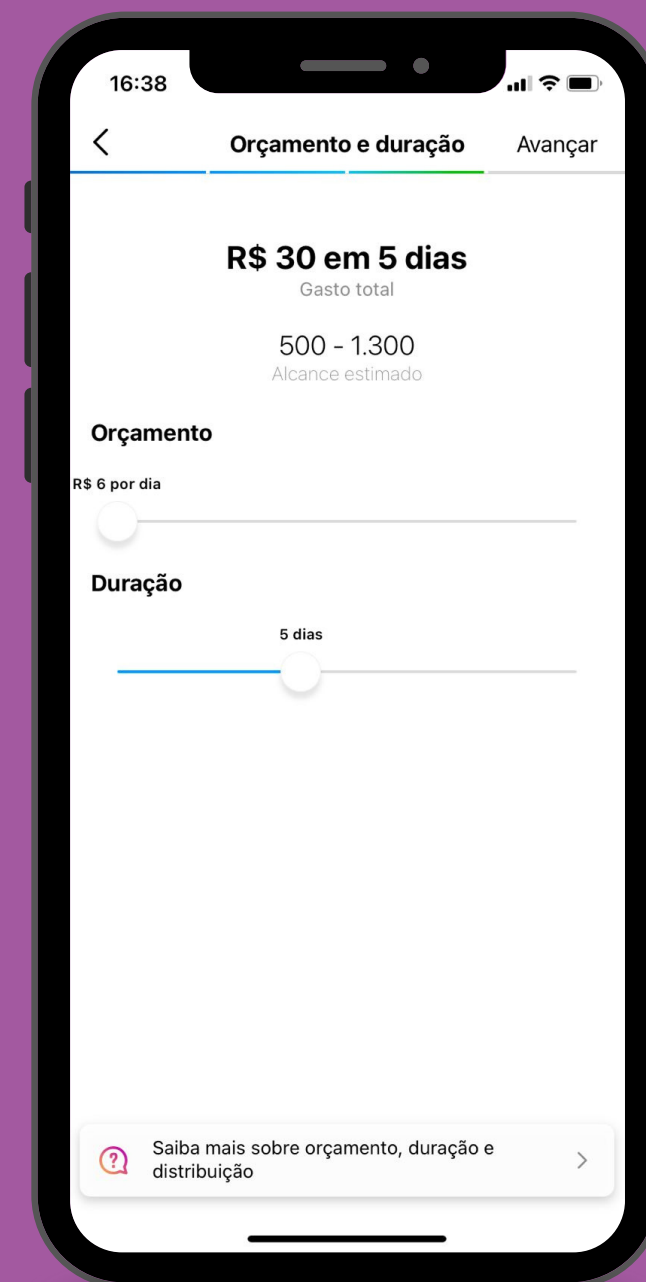 16:38
Orçamento e duração
Avançar
R$ 30 em 5 dias
Gasto total
500 - 1.300
Alcance estimado
Orçamento
R$ 6 por dia
Duração
5 dias
Saiba mais sobre orçamento, duração e
distribuição